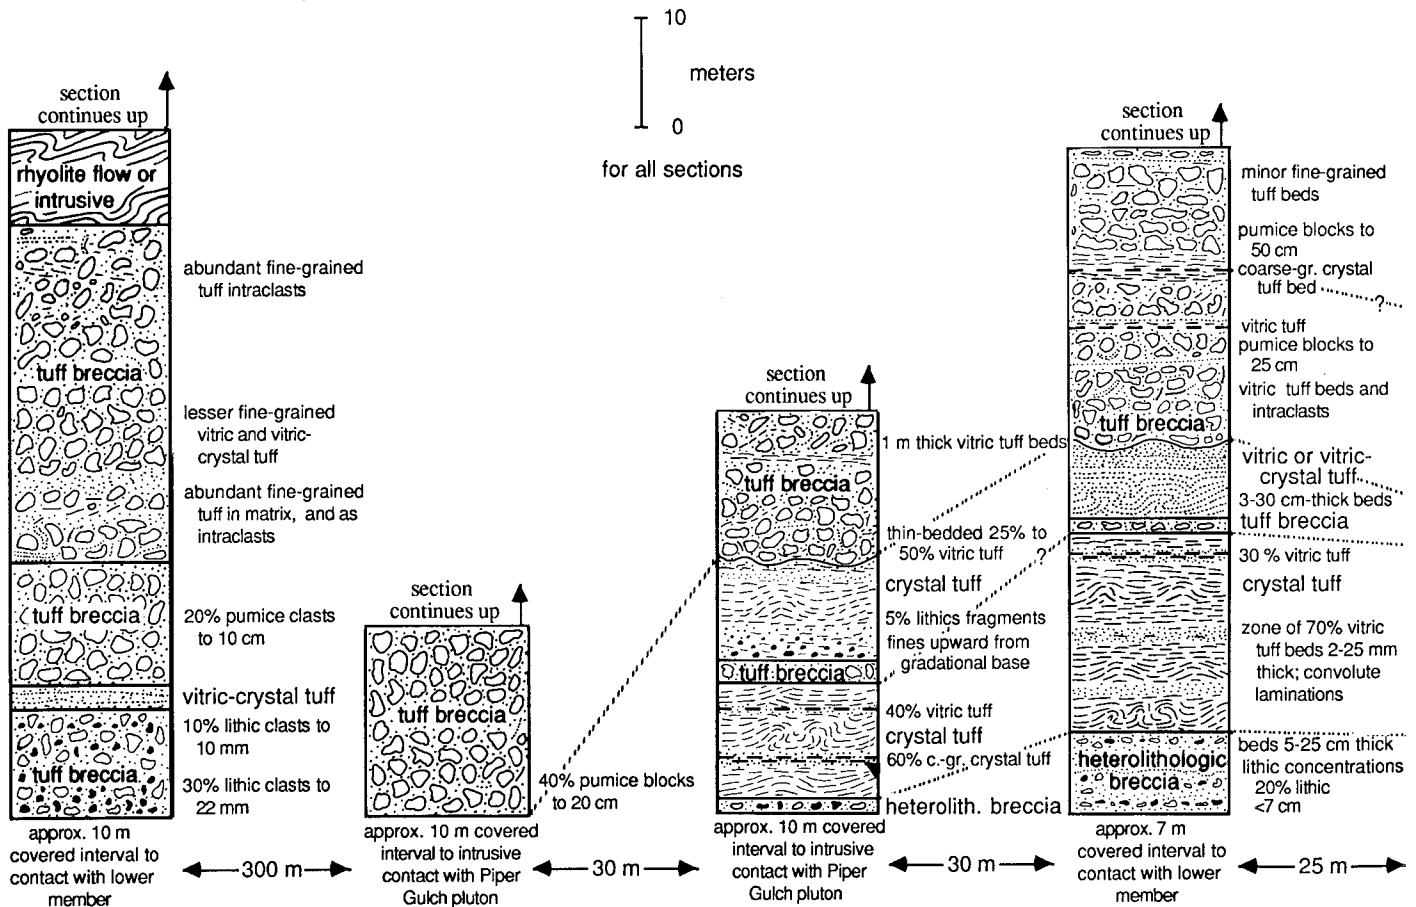 10
meters
0
for all sections
section
continues up
rhyolite flow or
intrusive
abundant fine-grained
tuff intraclasts
tuff breccia
lesser fine-grained
vitric and vitric-
crystal tuff
abundant fine-grained
tuff in matrix, and as
intraclasts
tuff breccia
20% pumice clasts
to 10 cm
vitric-crystal tuff
10% lithic clasts to
10 mm
tuff breccia
30% lithic clasts to
22 mm
approx. 10 m
covered interval to
contact with lower
member
300 m
section
continues up
tuff breccia
40% pumice blocks
to 20 cm
approx. 10 m covered
interval to intrusive
contact with Piper
Gulch pluton
30 m
section
continues up
1 m thick vitric tuff beds
tuff breccia
thin-bedded 25% to
50% vitric tuff
?
crystal tuff
5% lithics fragments
fines upward from
gradational base
tuff breccia
40% vitric tuff
crystal tuff
60% c.-gr. crystal tuff
heterolith. breccia
approx. 10 m covered
interval to intrusive
contact with Piper
Gulch pluton
30 m
section
continues up
minor fine-grained
tuff beds
pumice blocks to
50 cm
coarse-gr. crystal
tuff bed
?
vitric tuff
pumice blocks to
25 cm
vitric tuff beds and
intraclasts
tuff breccia
vitric or vitric-
crystal tuff
3-30 cm-thick beds
tuff breccia
30 % vitric tuff
crystal tuff
zone of 70% vitric
tuff beds 2-25 mm
thick; convolute
laminations
heterolithologic
breccia
beds 5-25 cm thick
lithic concentrations
20% lithic
<7 cm
approx. 7 m
covered interval to
contact with lower
member
25 m